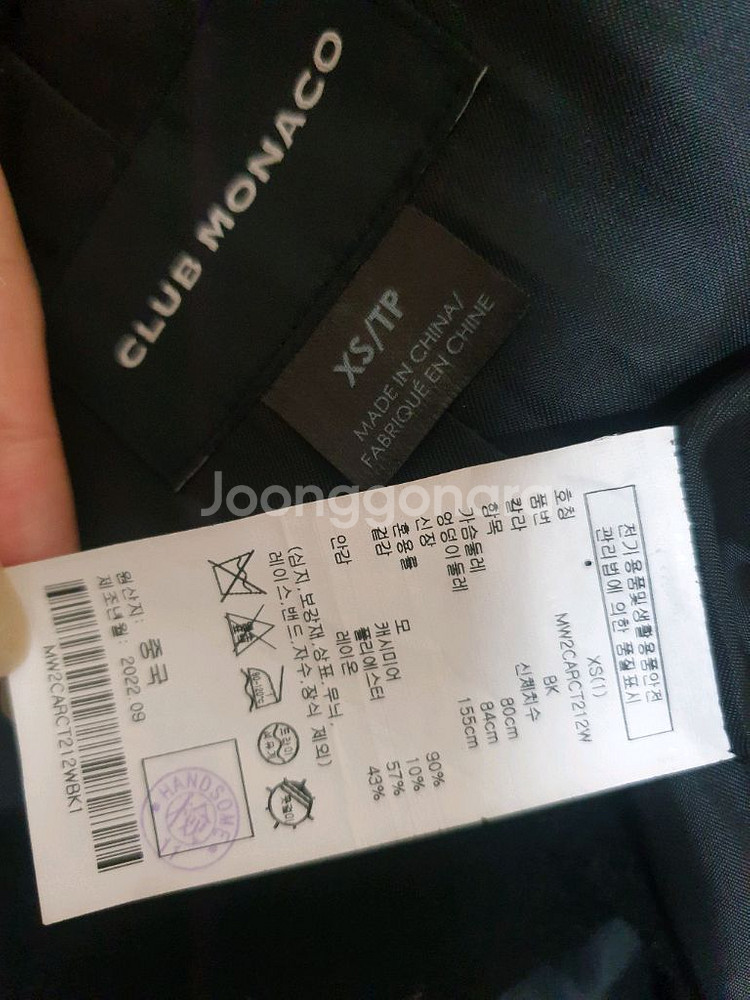 CLUB MONACO
XS/TP
MADE IN CHINA/
FABRIQUÉ EN CHINE
Joonggonara
전기용품및생활용품안전
관리법에 의한 품질표시
호칭 XS(1)
품번 MW2CARCT212W
칼라 BK
항목 신체치수
가슴둘레 80cm
엉덩이둘레 84cm
신장 155cm
혼용율
겉감 모 90%
캐시미어 10%
안감 폴리에스터 57%
레이온 43%
(심지.보강재.상표.무늬
레이스.밴드.자수.장식 제외)
드라이
원산지: 중국
제조년월: 2022.09
HANDSOME
MW2CARCT212WBK1